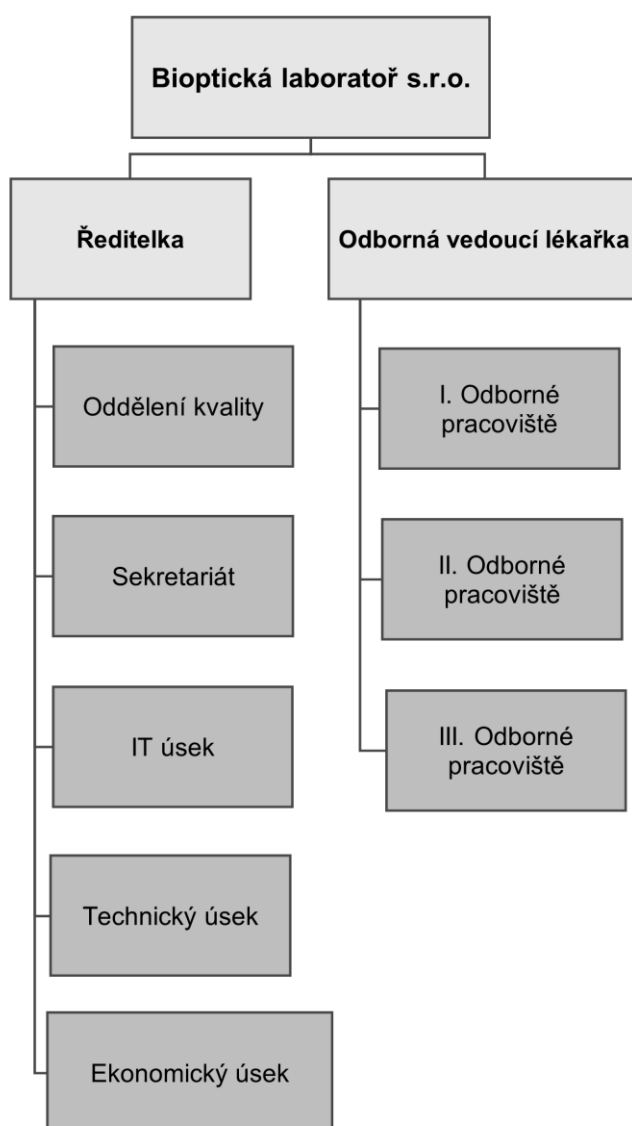 Bioptická laboratoř s.r.o.
Ředitelka
Odborná vedoucí lékařka
Oddělení kvality
Sekretariát
IT úsek
Technický úsek
Ekonomický úsek
I. Odborné
pracoviště
II. Odborné
pracoviště
III. Odborné
pracoviště